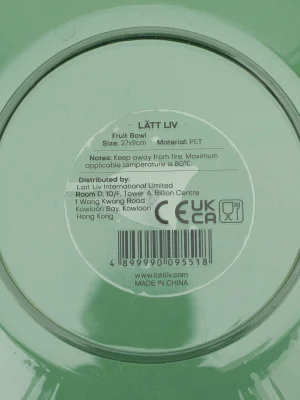 LÄTT LIV
Fruit Bowl
Size: 27x9cm Material: PET
Notes: Keep away from fire. Maximum
applicable temperature is 80°C.
Distributed by:
Latt Liv International Limited
Room D, 10/F, Tower A, Billion Centre
1 Wang Kwong Road
Kowloon Bay, Kowloon
Hong Kong
CE UK
CA
4 899990 095518
www.lattliv.com
MADE IN CHINA